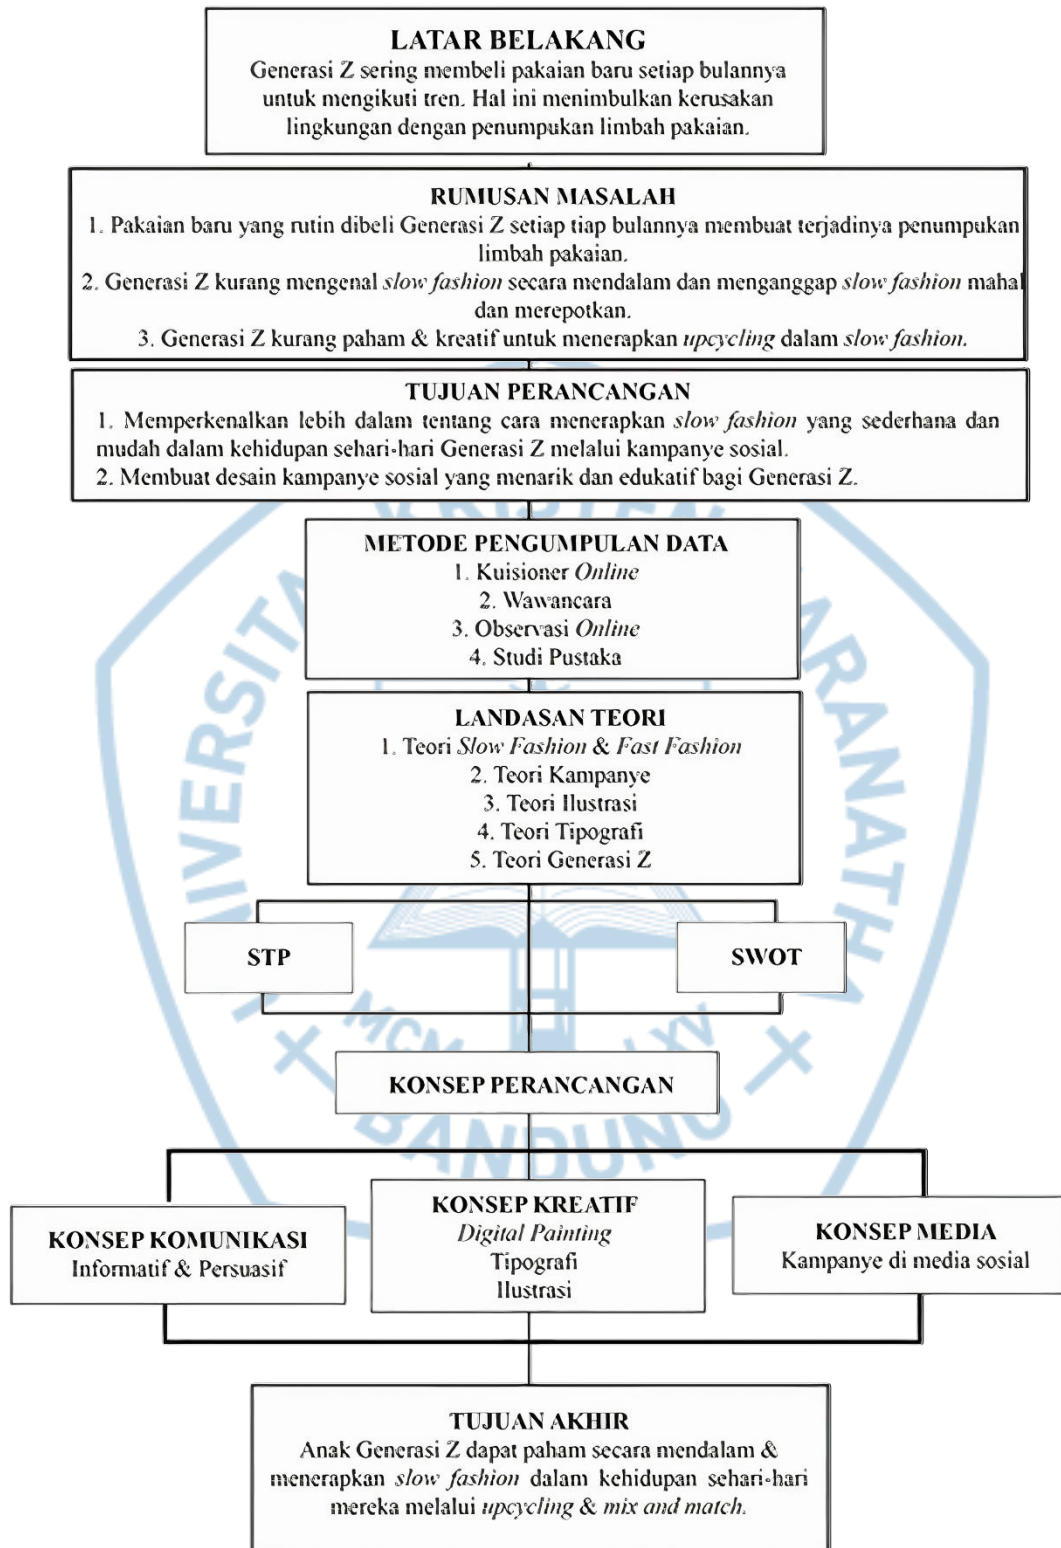 LATAR BELAKANG
Generasi Z sering membeli pakaian baru setiap bulannya
untuk mengikuti tren. Hal ini menimbulkan kerusakan
lingkungan dengan penumpukan limbah pakaian.
RUMUSAN MASALAH
1. Pakaian baru yang rutin dibeli Generasi Z setiap tiap bulannya membuat terjadinya penumpukan
limbah pakaian.
2. Generasi Z kurang mengenal slow fashion secara mendalam dan menganggap slow fashion mahal
dan merepotkan.
3. Generasi Z kurang paham & kreatif untuk menerapkan upcycling dalam slow fashion.
TUJUAN PERANCANGAN
1. Memperkenalkan lebih dalam tentang cara menerapkan slow fashion yang sederhana dan
mudah dalam kehidupan sehari-hari Generasi Z melalui kampanye sosial.
2. Membuat desain kampanye sosial yang menarik dan edukatif bagi Generasi Z.
METODE PENGUMPULAN DATA
1. Kuisioner Online
2. Wawancara
3. Observasi Online
4. Studi Pustaka
LANDASAN TEORI
1. Teori Slow Fashion & Fast Fashion
2. Teori Kampanye
3. Teori Ilustrasi
4. Teori Tipografi
5. Teori Generasi Z
STP
SWOT
KONSEP PERANCANGAN
KONSEP KOMUNIKASI
Informatif & Persuasif
KONSEP KREATIF
Digital Painting
Tipografi
Ilustrasi
KONSEP MEDIA
Kampanye di media sosial
TUJUAN AKHIR
Anak Generasi Z dapat paham secara mendalam &
menerapkan slow fashion dalam kehidupan sehari-hari
mereka melalui upcycling & mix and match.
BANDUNG